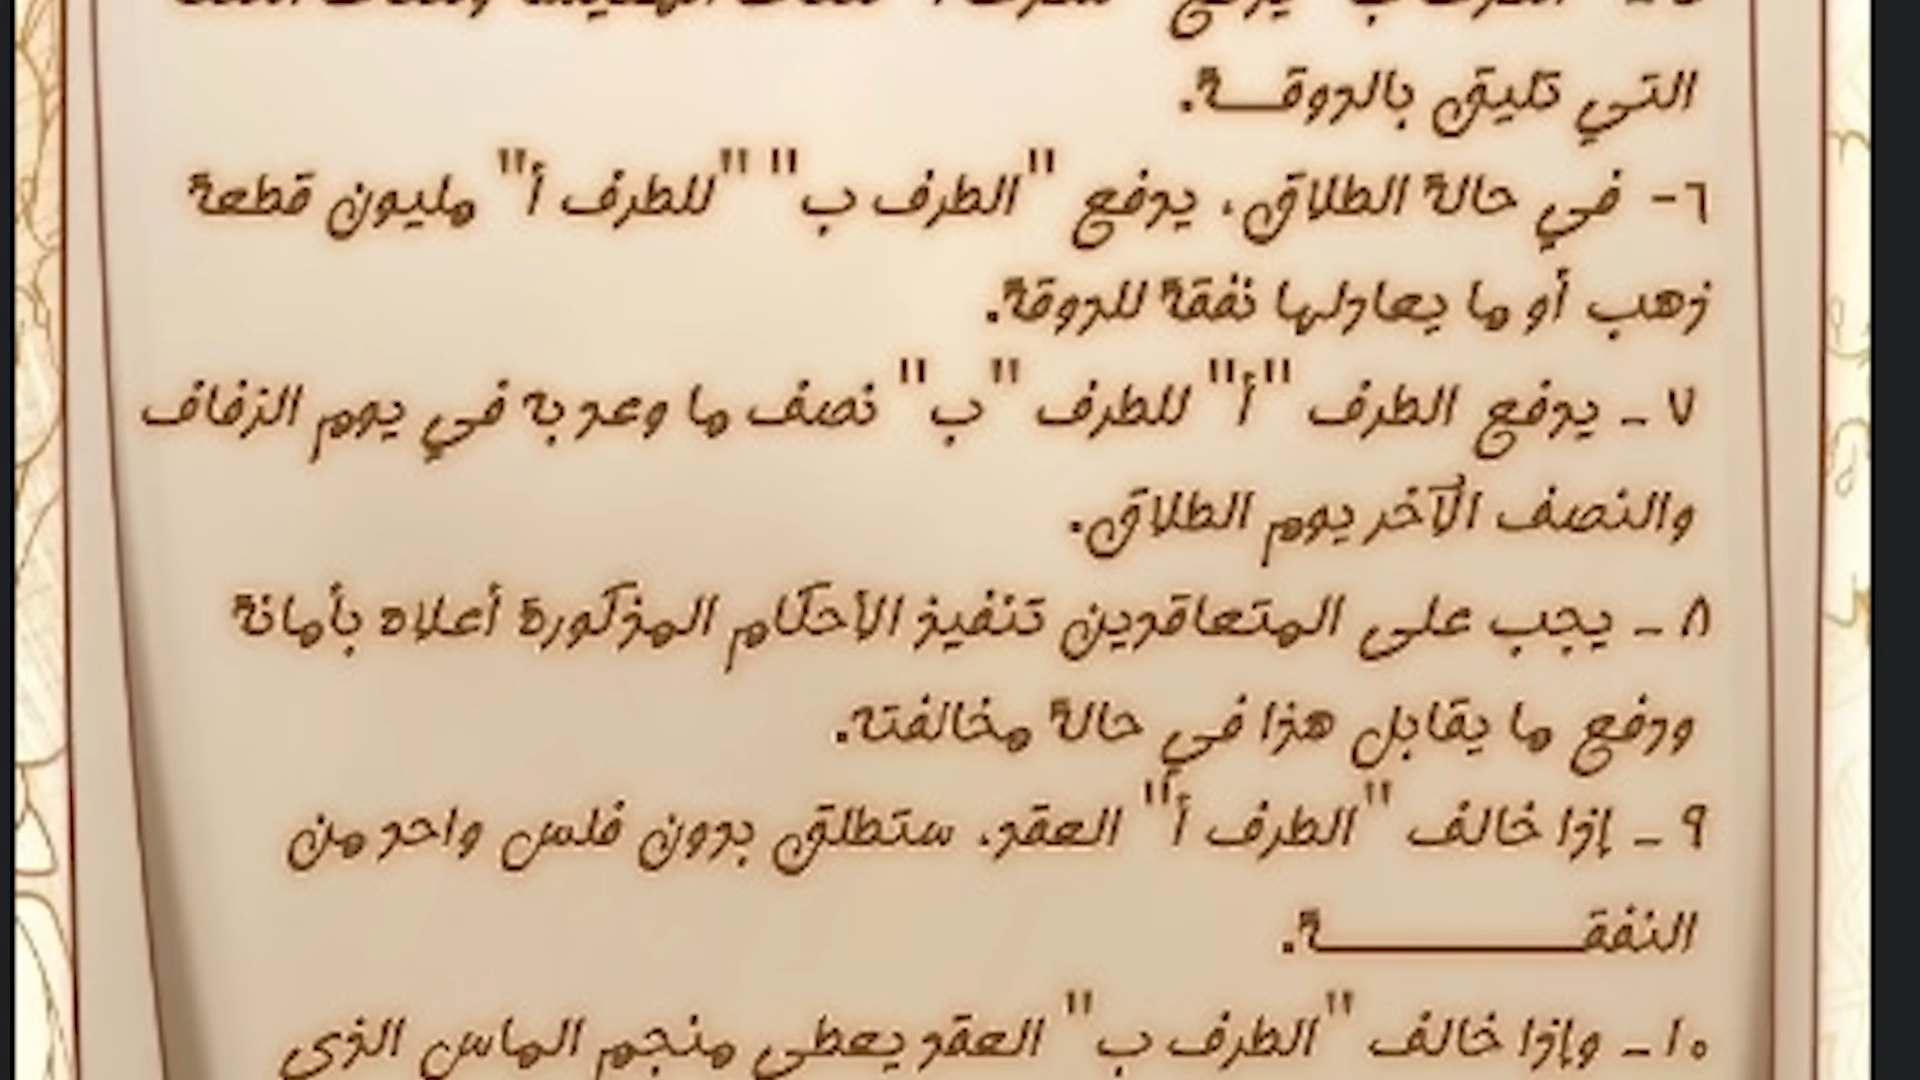 التي تليق بالدوقـــة.
٦- في حالة الطلاق، يدفع "الطرف ب" "للطرف أ" مليون قطعة
ذهب أو ما يعادلها نفقة للدوقة.
٧ - يدفع الطرف "أ" للطرف "ب" نصف ما وعد به في يوم الزفاف
والنصف الآخر يوم الطلاق.
٨ - يجب على المتعاقدين تنفيذ الأحكام المذكورة أعلاه بأمانة
ودفع ما يقابل هذا في حالة مخالفته.
٩ - إذا خالف "الطرف أ" العقد، ستطلق بدون فلس واحد من
النفقـــــــــــة.
١٠ - وإذا خالف "الطرف ب" العقد يعطي منجم الماس الذي